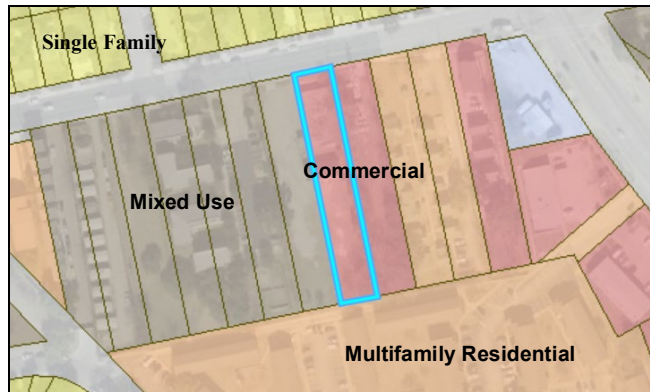 Single Family
Commercial
Mixed Use
Multifamily Residential